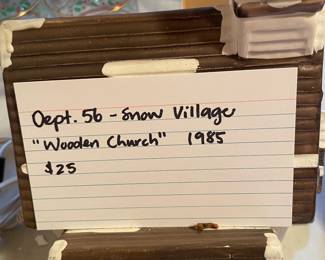 Dept. 56 - Snow Village
"Wooden Church" 1985
$25